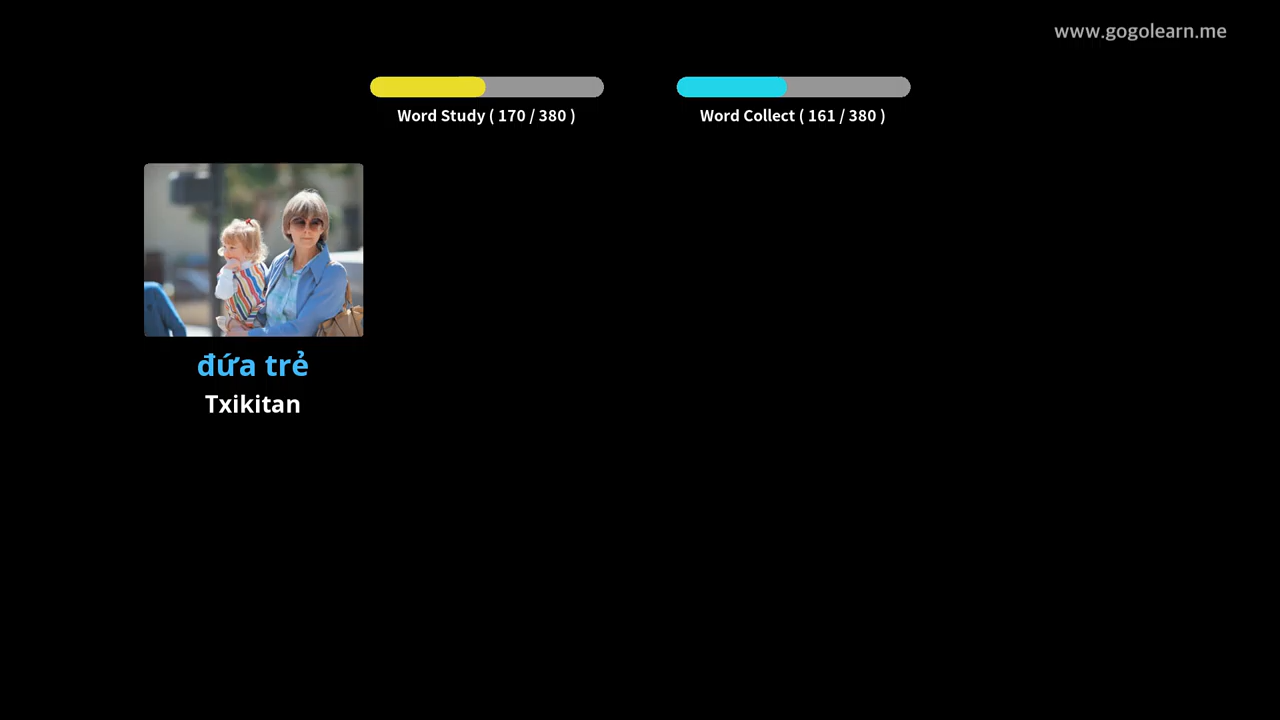 www.gogolearn.me
Word Study ( 170 / 380 )
Word Collect ( 161 / 380 )
đứa trẻ
Txikitan